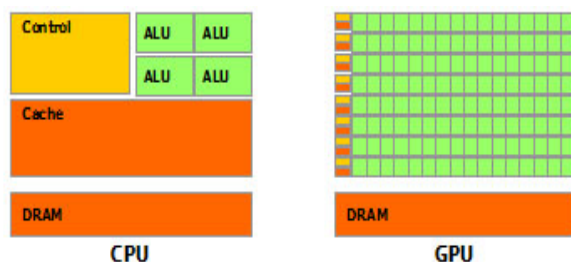 Control
ALU ALU
ALU ALU
Cache
DRAM
DRAM
CPU
GPU